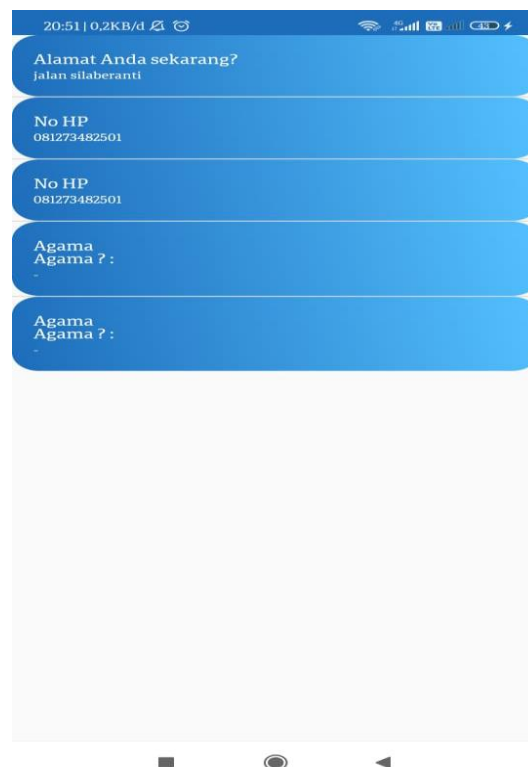 20:51 | 0,2KB/d
Alamat Anda sekarang?
jalan silaberanti
No HP
081273482501
No HP
081273482501
Agama
Agama ? :
-
Agama
Agama ? :
-